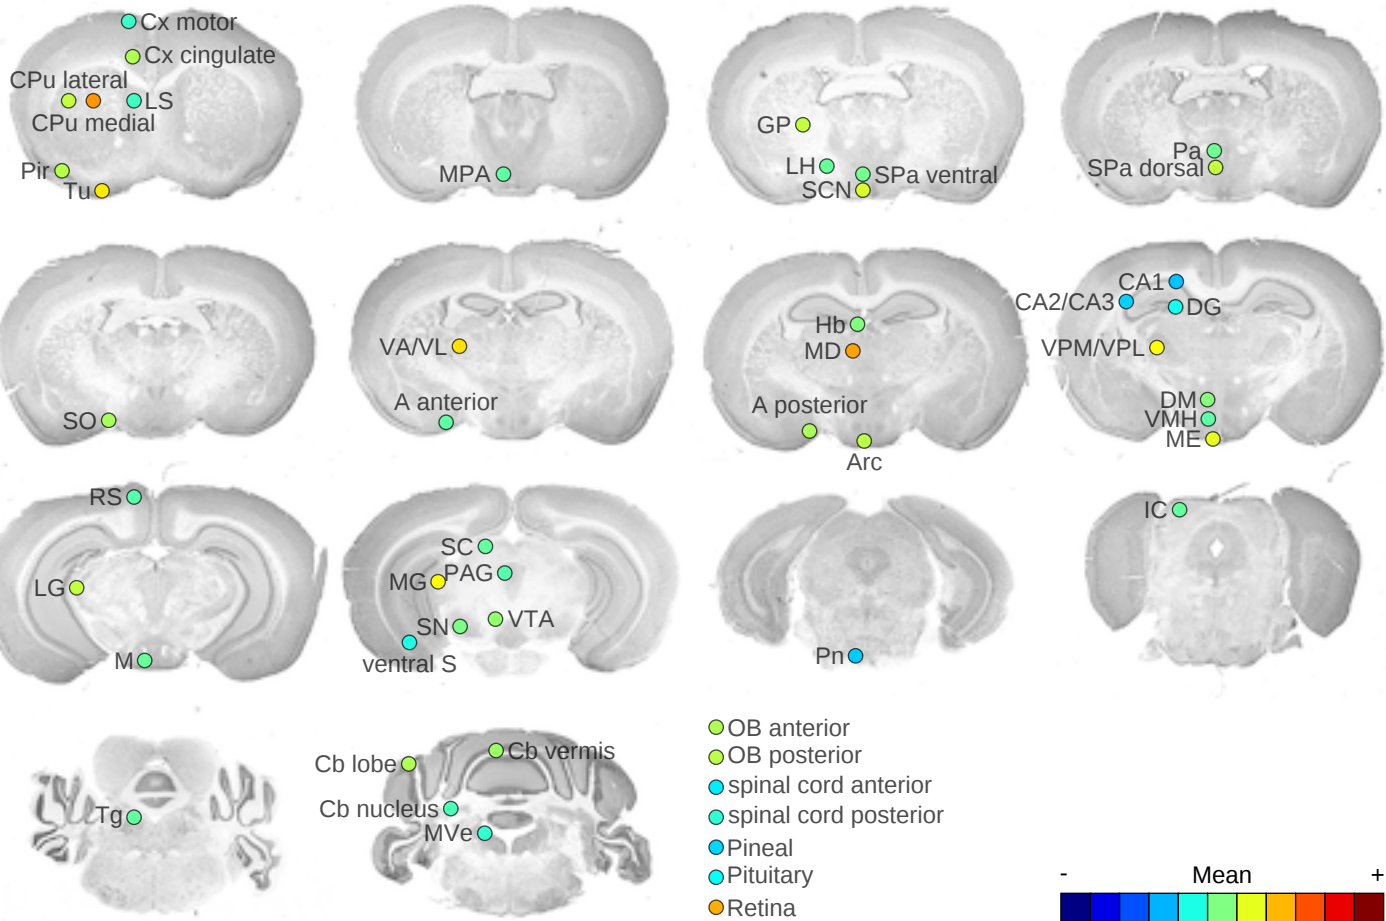 Cx motor
Cx cingulate
CPu lateral
LS
CPu medial
Pir
Tu
MPA
GP
LH
SPa ventral
SCN
Pa
SPa dorsal
SO
VA/VL
A anterior
Hb
MD
A posterior
Arc
CA1
CA2/CA3
DG
VPM/VPL
DM
VMH
ME
RS
LG
M
SC
PAG
MG
VTA
SN
ventral S
Pn
IC
Tg
Cb vermis
Cb lobe
Cb nucleus
MVe
OB anterior
OB posterior
spinal cord anterior
spinal cord posterior
Pineal
Pituitary
Retina
- Mean +